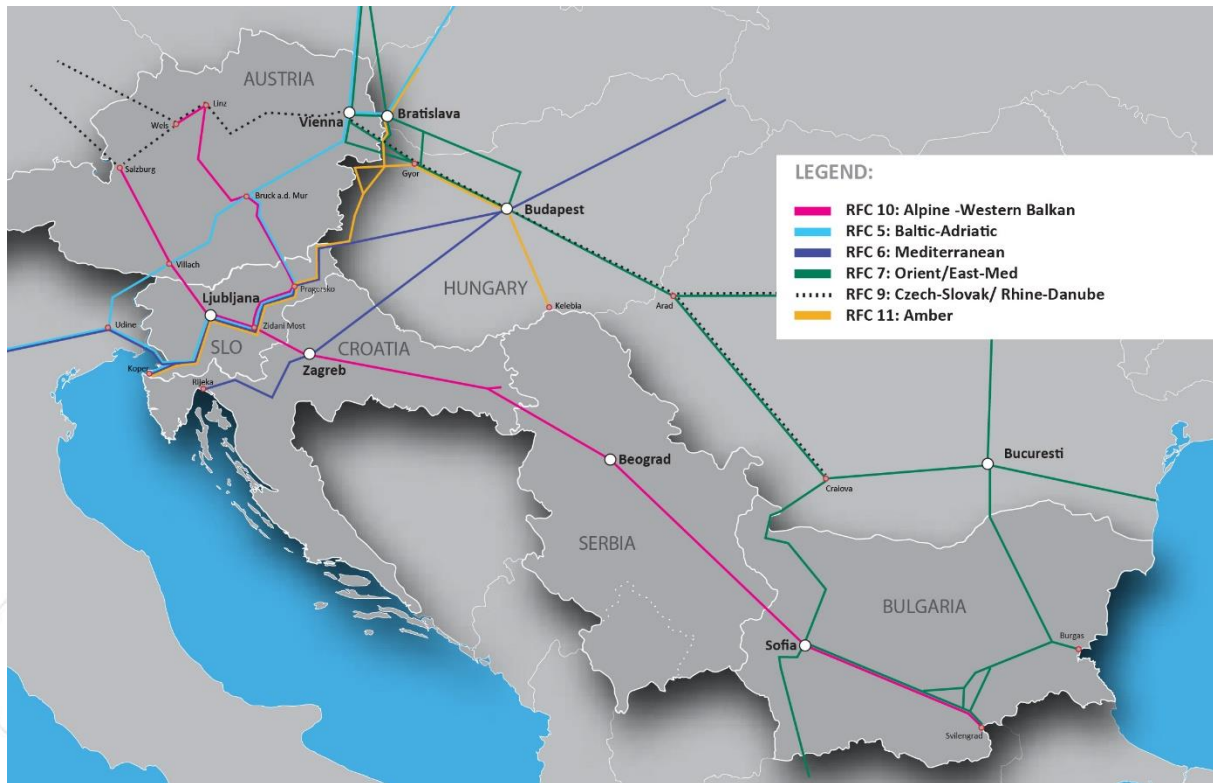 AUSTRIA
Linz
Wels
Vienna
Bratislava
Salzburg
Gyor
Bruck a.d. Mur
Budapest
Villach
HUNGARY
Pragersko
Ljubljana
Kelebia
Arad
Udine
Zidani Most
SLO
CROATIA
Koper
Zagreb
Rijeka
Beograd
Bucuresti
Craiova
SERBIA
BULGARIA
Sofia
Burgas
Svilengrad
LEGEND:
RFC 10: Alpine -Western Balkan
RFC 5: Baltic-Adriatic
RFC 6: Mediterranean
RFC 7: Orient/East-Med
RFC 9: Czech-Slovak/ Rhine-Danube
RFC 11: Amber